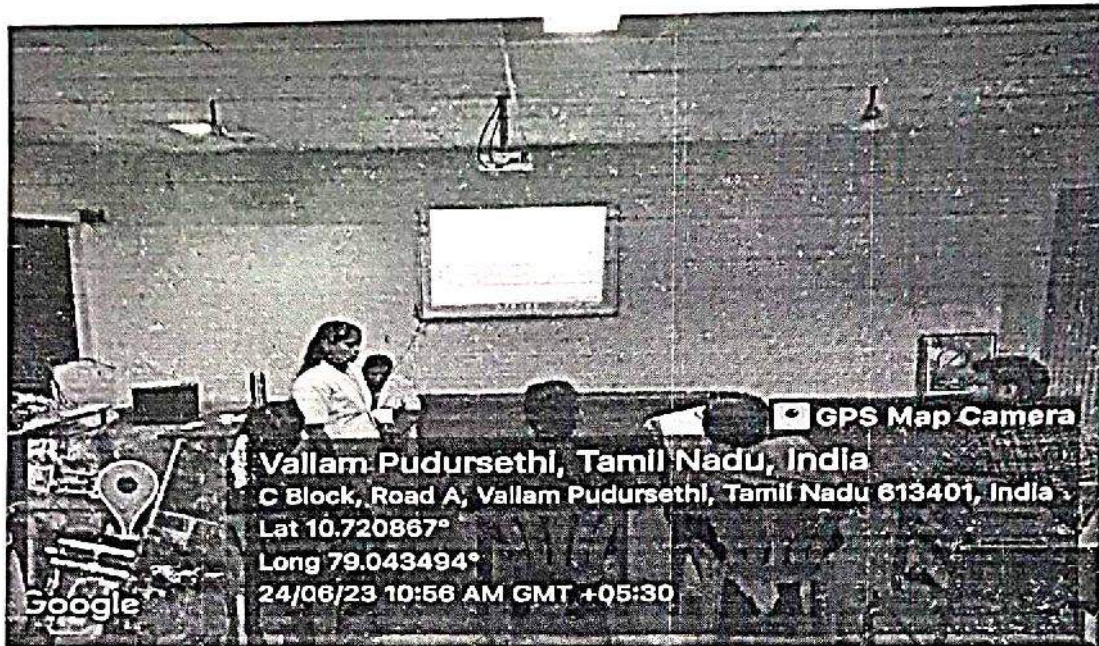 GPS Map Camera
Vallam Pudursethi, Tamil Nadu, India
C Block, Road A, Vallam Pudursethi, Tamil Nadu 613401, India
Lat 10.720867°
Long 79.043494°
24/06/23 10:56 AM GMT +05:30
Google